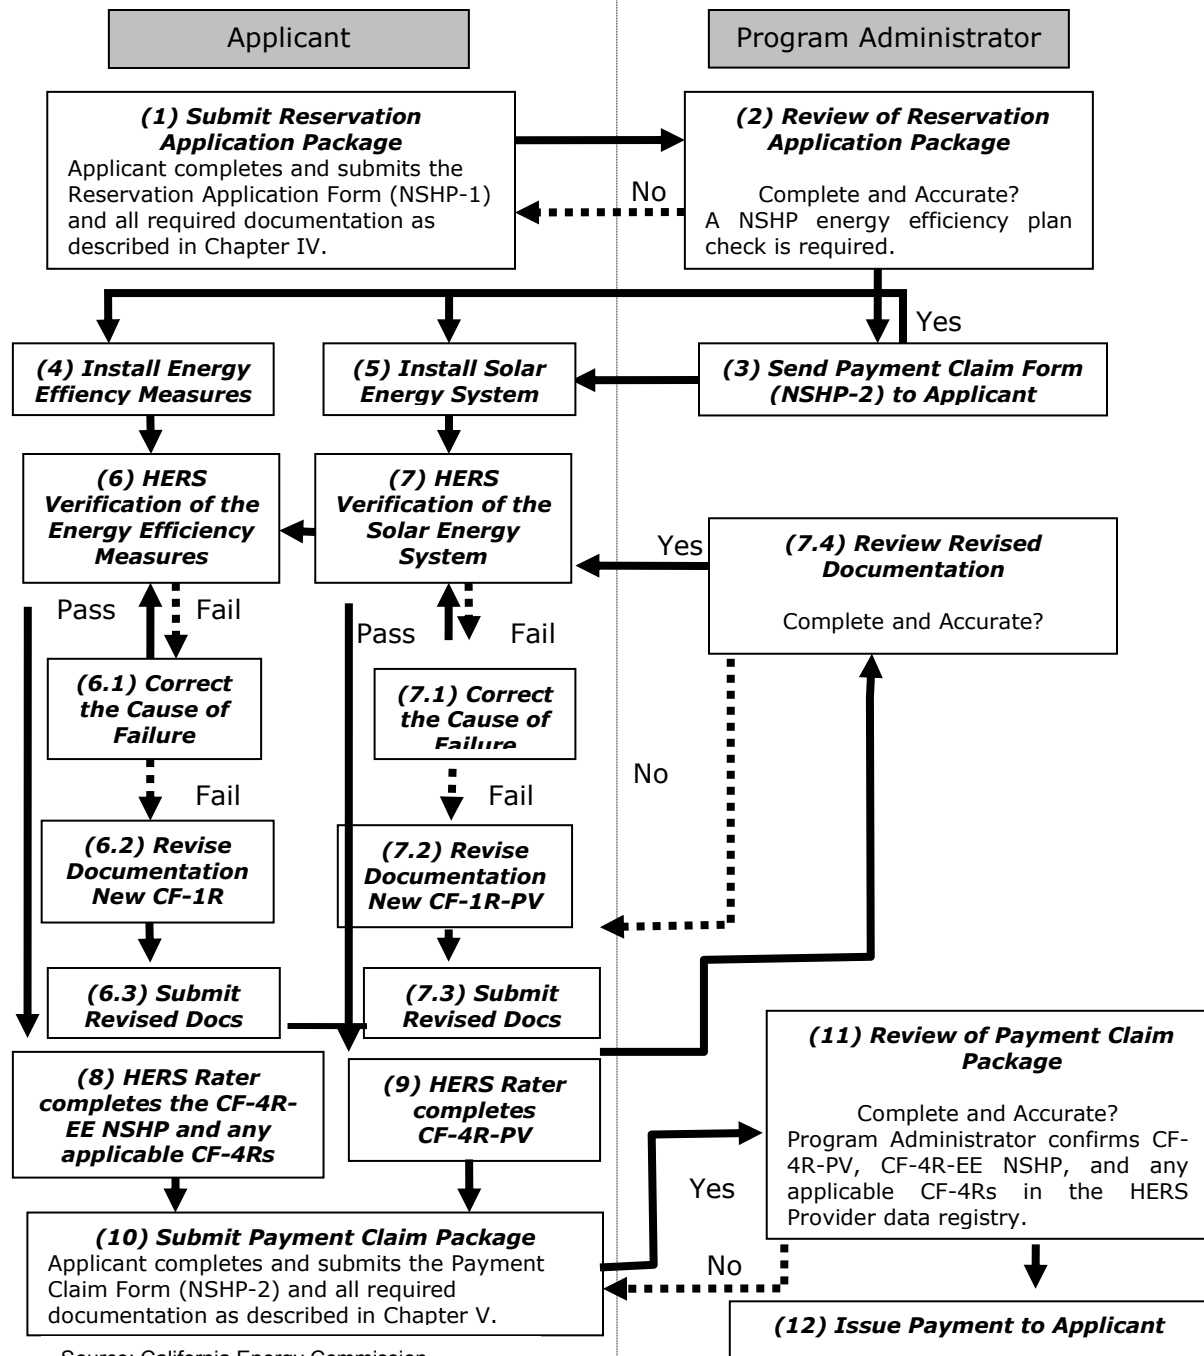 Applicant
Program Administrator
(1) Submit Reservation
Application Package
Applicant completes and submits the
Reservation Application Form (NSHP-1)
and all required documentation as
described in Chapter IV.
(2) Review of Reservation
Application Package
Complete and Accurate?
A NSHP energy efficiency plan
check is required.
No
Yes
(4) Install Energy
Effiency Measures
(5) Install Solar
Energy System
(3) Send Payment Claim Form
(NSHP-2) to Applicant
(6) HERS
Verification of the
Energy Efficiency
Measures
(7) HERS
Verification of the
Solar Energy
System
Yes
(7.4) Review Revised
Documentation
Complete and Accurate?
Pass
Fail
Pass
Fail
(6.1) Correct
the Cause of
Failure
(7.1) Correct
the Cause of
Failure
No
Fail
Fail
(6.2) Revise
Documentation
New CF-1R
(7.2) Revise
Documentation
New CF-1R-PV
(6.3) Submit
Revised Docs
(7.3) Submit
Revised Docs
(8) HERS Rater
completes the CF-4R-
EE NSHP and any
applicable CF-4Rs
(9) HERS Rater
completes
CF-4R-PV
(11) Review of Payment Claim
Package
Complete and Accurate?
Program Administrator confirms CF-
4R-PV, CF-4R-EE NSHP, and any
applicable CF-4Rs in the HERS
Provider data registry.
Yes
No
(10) Submit Payment Claim Package
Applicant completes and submits the Payment
Claim Form (NSHP-2) and all required
documentation as described in Chapter V.
(12) Issue Payment to Applicant
Source: California Energy Commission